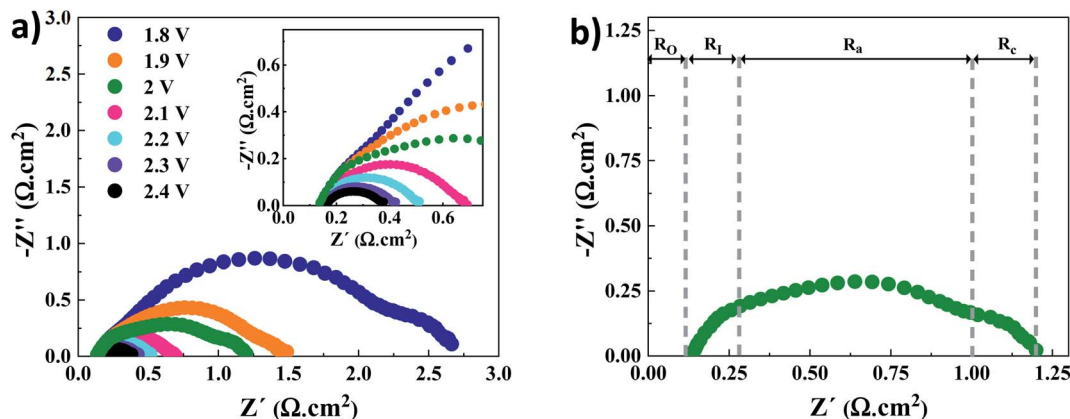 a)
3.0
2.5
2.0
1.5
1.0
0.5
0.0
-Z'' (Ω.cm²)
1.8 V
1.9 V
2 V
2.1 V
2.2 V
2.3 V
2.4 V
0.6
0.4
0.2
0.0
-Z'' (Ω.cm²)
0.0 0.2 0.4 0.6
Z′ (Ω.cm²)
0.0 0.5 1.0 1.5 2.0 2.5 3.0
Z′ (Ω.cm²)
b)
1.25
1.00
0.75
0.50
0.25
0.00
-Z'' (Ω.cm²)
R_O R_I R_a R_c
0.00 0.25 0.50 0.75 1.00 1.25
Z′ (Ω.cm²)